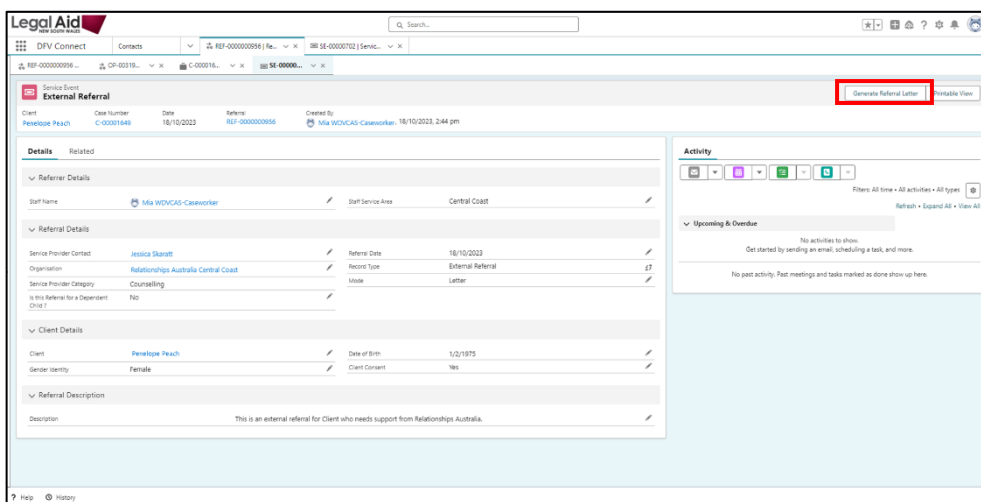 Legal Aid
NEW SOUTH WALES
Search...
DFV Connect
Contacts
REF-0000000956 | Re...
SE-00000702 | Servic...
REF-0000000956 ...
OP-00319...
C-000016...
SE-00000...
Service Event
External Referral
Generate Referral Letter
Printable View
Client
Case Number
Date
Referral
Created By
Penelope Peach
C-00001649
18/10/2023
REF-0000000956
Mia WDVCAS-Caseworker, 18/10/2023, 2:44 pm
Details
Related
Referrer Details
Staff Name
Mia WDVCAS-Caseworker
Staff Service Area
Central Coast
Referral Details
Service Provider Contact
Jessica Skaratt
Referral Date
18/10/2023
Organisation
Relationships Australia Central Coast
Record Type
External Referral
Service Provider Category
Counselling
Mode
Letter
Is this Referral for a Dependent
Child ?
No
Client Details
Client
Penelope Peach
Date of Birth
1/2/1975
Gender Identity
Female
Client Consent
Yes
Referral Description
Description
This is an external referral for Client who needs support from Relationships Australia.
Activity
Filters: All time • All activities • All types
Refresh • Expand All • View All
Upcoming & Overdue
No activities to show.
Get started by sending an email, scheduling a task, and more.
No past activity. Past meetings and tasks marked as done show up here.
? Help
History